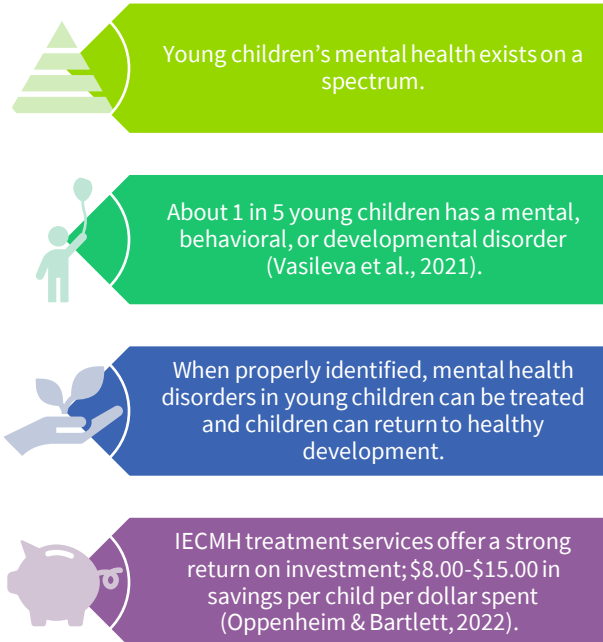 Young children’s mental health exists on a
spectrum.
About 1 in 5 young children has a mental,
behavioral, or developmental disorder
(Vasileva et al., 2021).
When properly identified, mental health
disorders in young children can be treated
and children can return to healthy
development.
IECMH treatment services offer a strong
return on investment; $8.00-$15.00 in
savings per child per dollar spent
(Oppenheim & Bartlett, 2022).